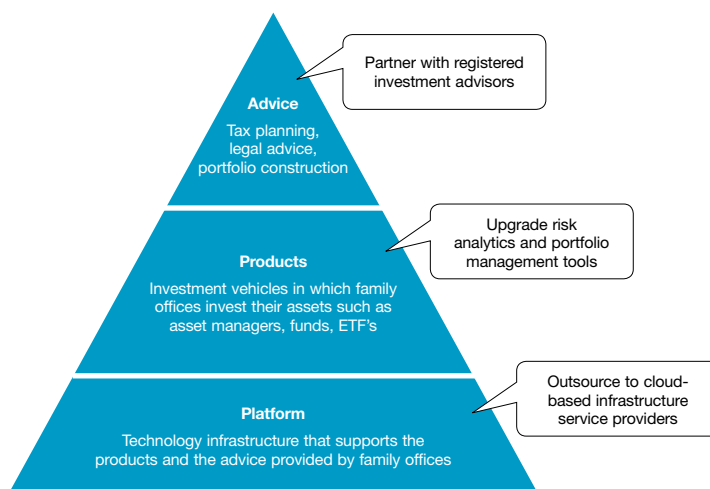 Partner with registered
investment advisors
Advice
Tax planning,
legal advice,
portfolio construction
Upgrade risk
analytics and portfolio
management tools
Products
Investment vehicles in which family
offices invest their assets such as
asset managers, funds, ETF's
Outsource to cloud-
based infrastructure
service providers
Platform
Technology infrastructure that supports the
products and the advice provided by family offices